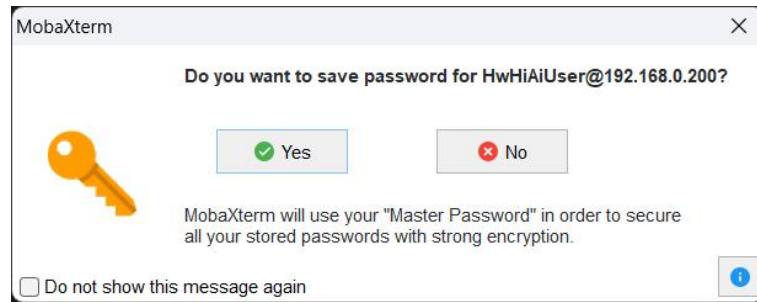 MobaXterm
Do you want to save password for HwHiAiUser@192.168.0.200?
Yes
No
MobaXterm will use your "Master Password" in order to secure
all your stored passwords with strong encryption.
Do not show this message again